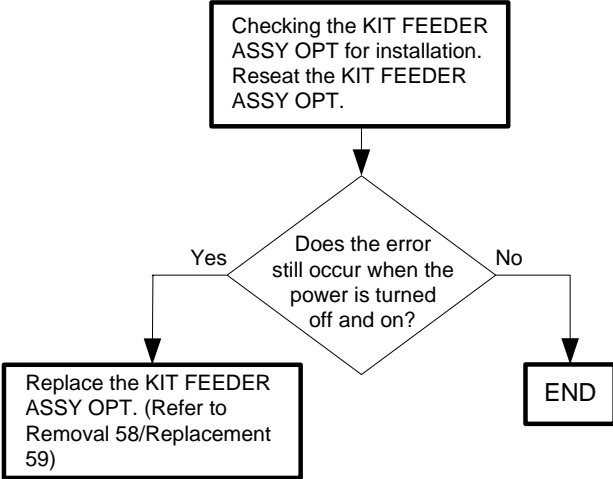 Checking the KIT FEEDER
ASSY OPT for installation.
Reseat the KIT FEEDER
ASSY OPT.
Yes
Does the error
still occur when the
power is turned
off and on?
No
Replace the KIT FEEDER
ASSY OPT. (Refer to
Removal 58/Replacement
59)
END